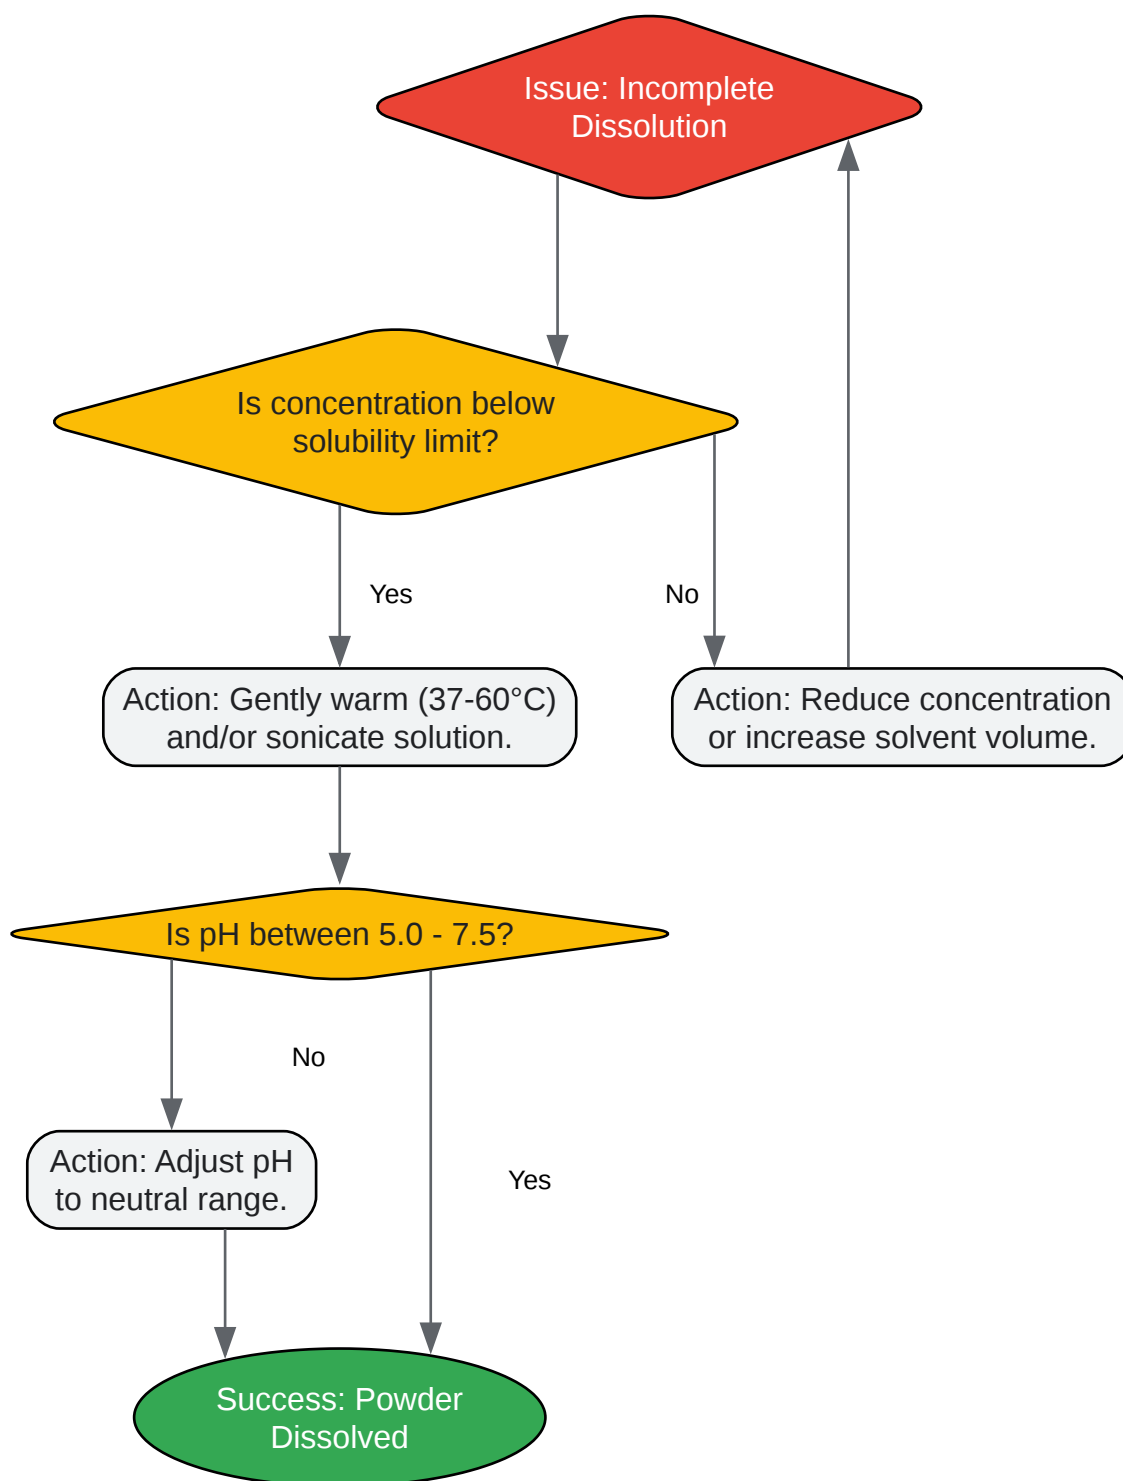 Issue: Incomplete
Dissolution
Is concentration below
solubility limit?
Yes
No
Action: Gently warm (37-60°C)
and/or sonicate solution.
Action: Reduce concentration
or increase solvent volume.
Is pH between 5.0 - 7.5?
No
Action: Adjust pH
to neutral range.
Yes
Success: Powder
Dissolved